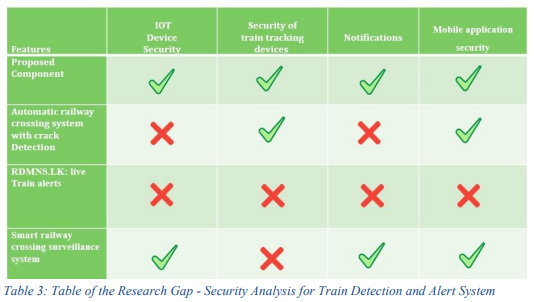 Features
IOT
Device
Security
Security of
train tracking
devices
Notifications
Mobile application
security
Proposed
Component
Automatic railway
crossing system
with crack
Detection
RDMNS.LK: live
Train alerts
Smart railway
crossing surveillance
system
Table 3: Table of the Research Gap - Security Analysis for Train Detection and Alert System